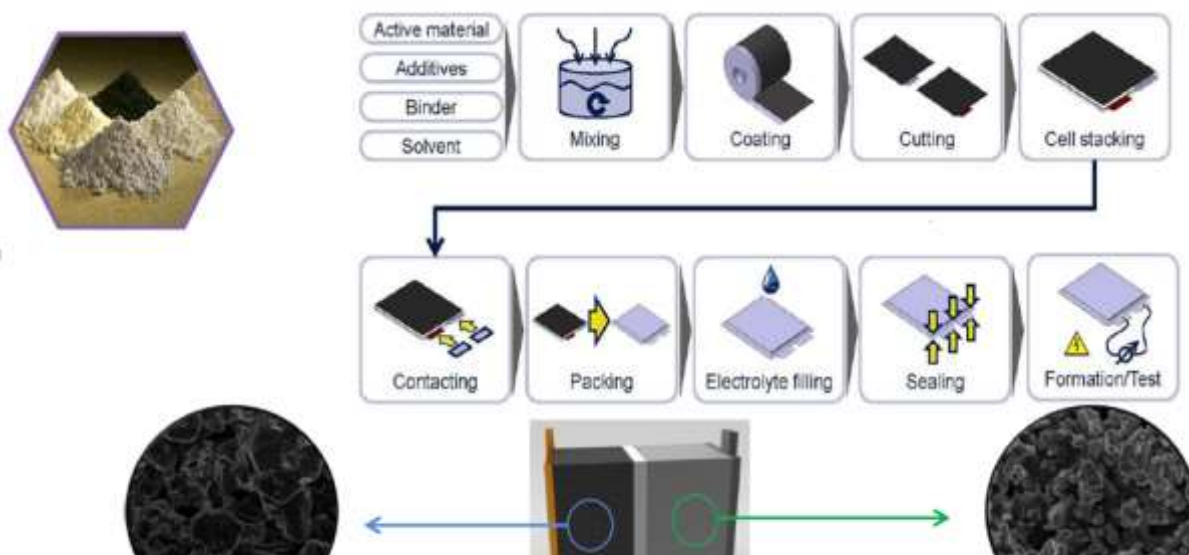 Active material
Additives
Binder
Solvent
Mixing
Coating
Cutting
Cell stacking
Contacting
Packing
Electrolyte filling
Sealing
Formation/Test